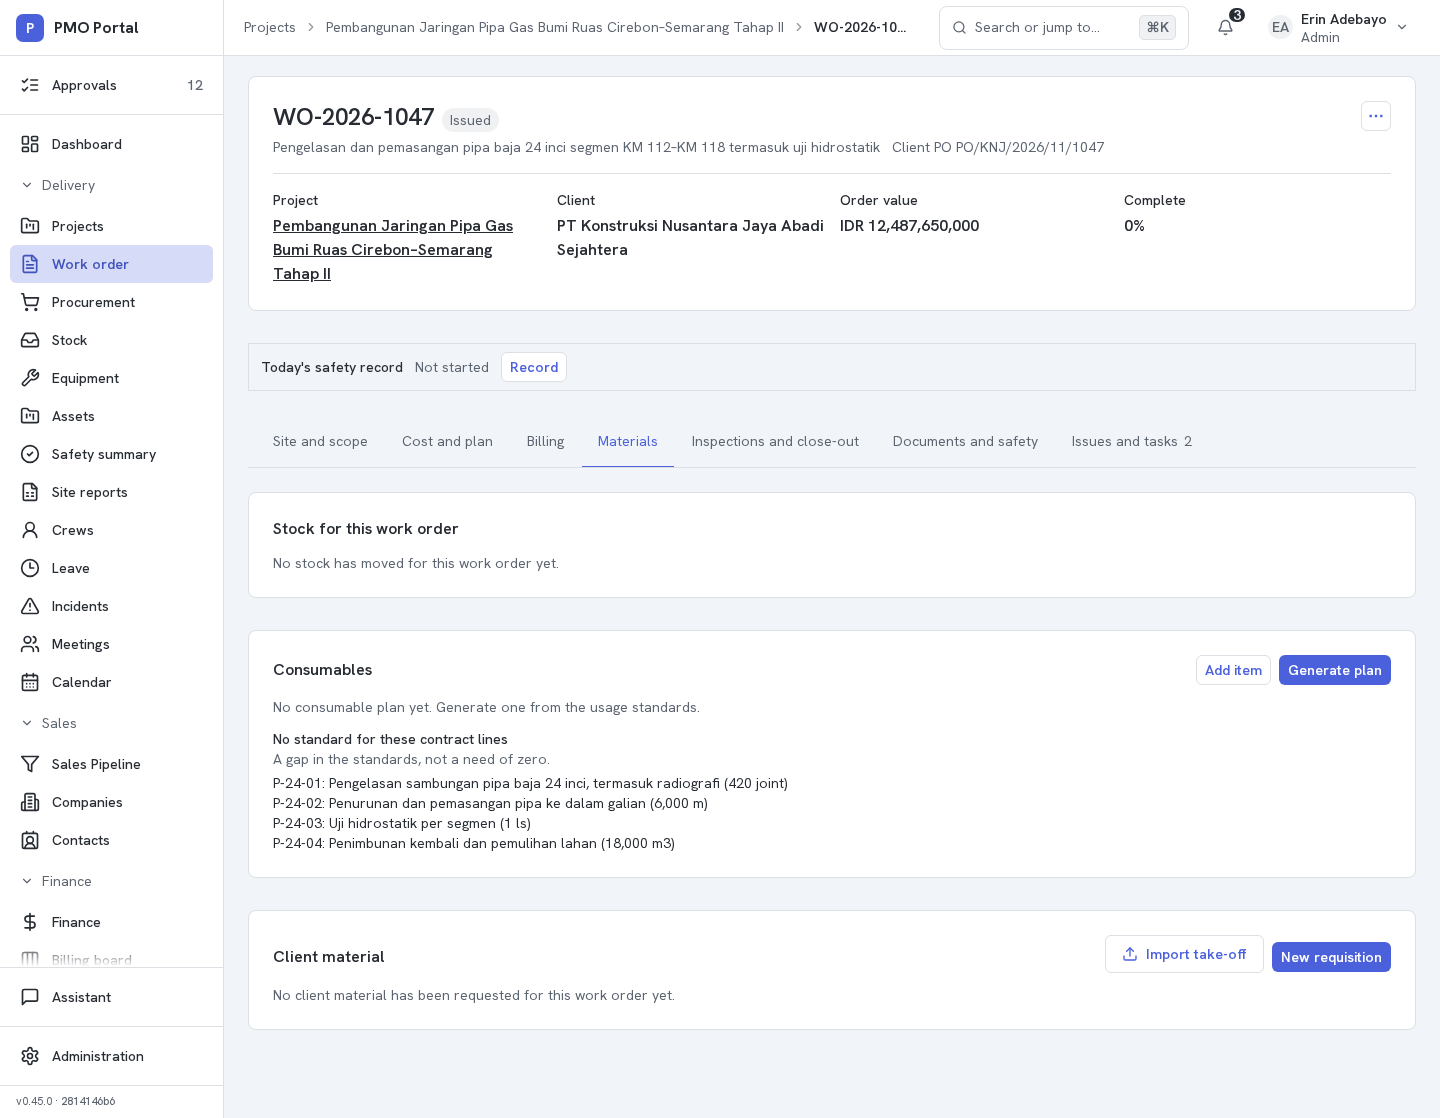 P
PMO Portal
Projects
Pembangunan Jaringan Pipa Gas Bumi Ruas Cirebon–Semarang Tahap II
WO-2026-10...
Search or jump to...
⌘K
3
EA
Erin Adebayo
Admin
Approvals
12
Dashboard
Delivery
Projects
Work order
Procurement
Stock
Equipment
Assets
Safety summary
Site reports
Crews
Leave
Incidents
Meetings
Calendar
Sales
Sales Pipeline
Companies
Contacts
Finance
Finance
Billing board
Assistant
Administration
v0.45.0 · 2814146b6
WO-2026-1047
Issued
Pengelasan dan pemasangan pipa baja 24 inci segmen KM 112–KM 118 termasuk uji hidrostatik
Client PO PO/KNJ/2026/11/1047
Project
Pembangunan Jaringan Pipa Gas
Bumi Ruas Cirebon–Semarang
Tahap II
Client
PT Konstruksi Nusantara Jaya Abadi
Sejahtera
Order value
IDR 12,487,650,000
Complete
0%
Today's safety record
Not started
Record
Site and scope
Cost and plan
Billing
Materials
Inspections and close-out
Documents and safety
Issues and tasks 2
Stock for this work order
No stock has moved for this work order yet.
Consumables
Add item
Generate plan
No consumable plan yet. Generate one from the usage standards.
No standard for these contract lines
A gap in the standards, not a need of zero.
P-24-01: Pengelasan sambungan pipa baja 24 inci, termasuk radiografi (420 joint)
P-24-02: Penurunan dan pemasangan pipa ke dalam galian (6,000 m)
P-24-03: Uji hidrostatik per segmen (1 ls)
P-24-04: Penimbunan kembali dan pemulihan lahan (18,000 m3)
Client material
Import take-off
New requisition
No client material has been requested for this work order yet.